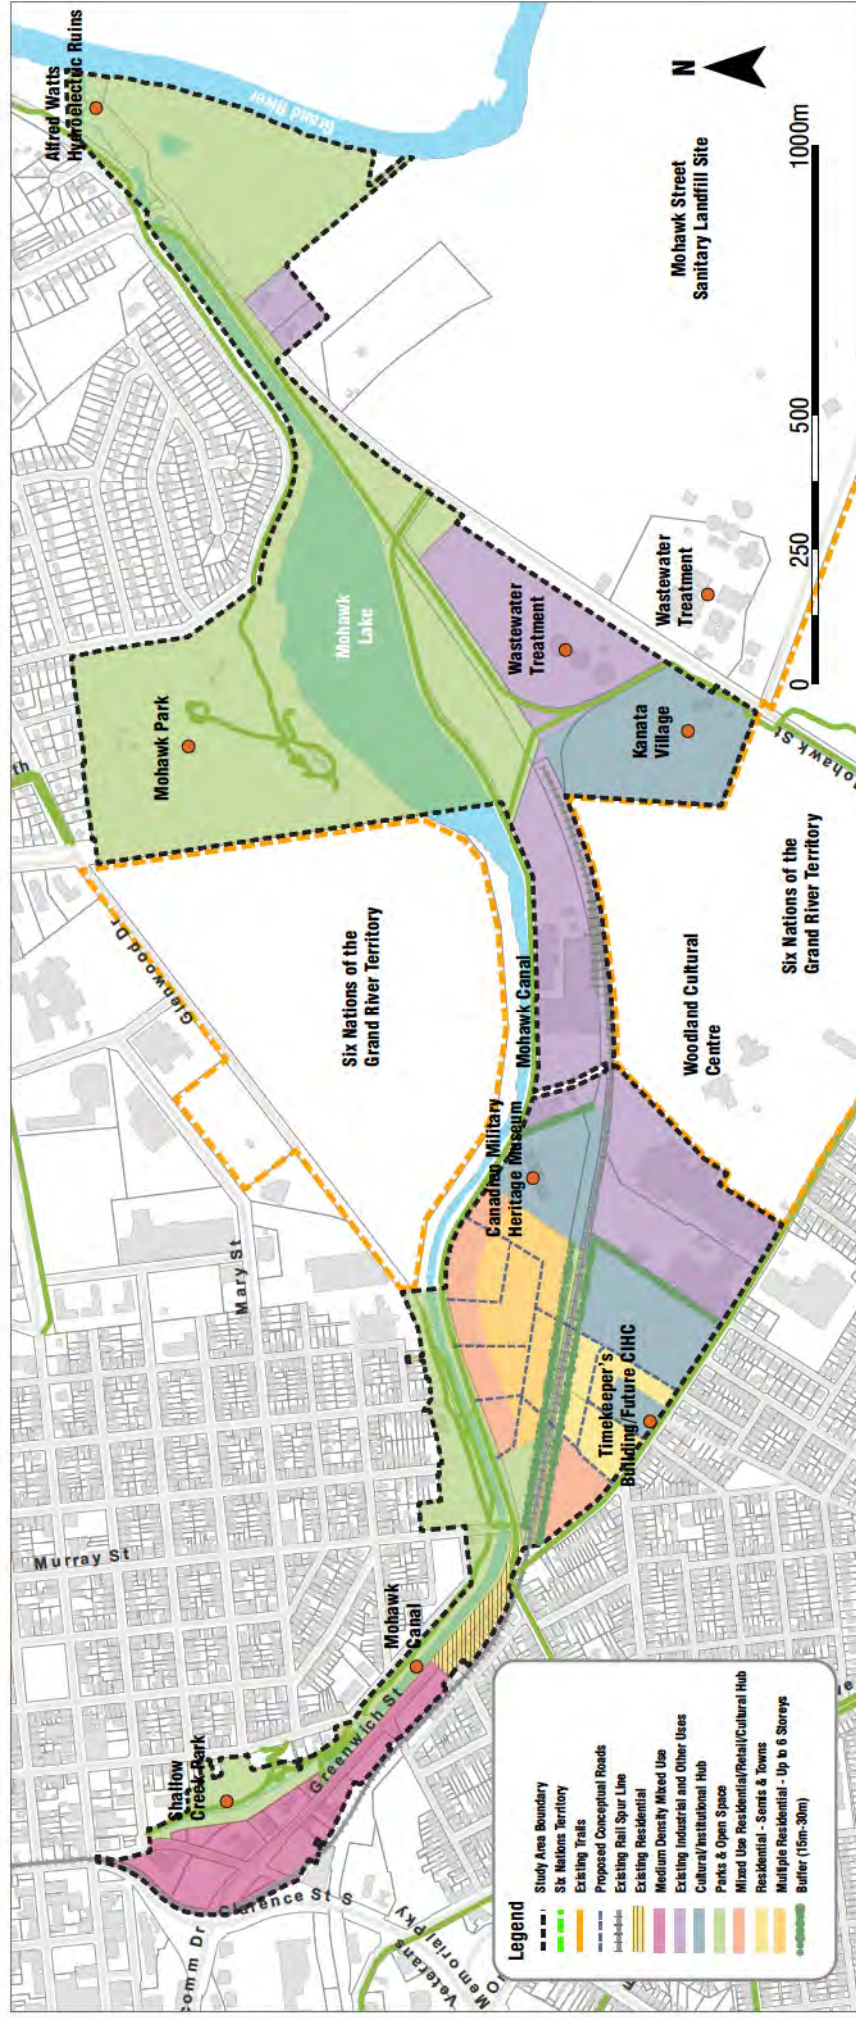 Alfred Watts
Hydroelectric Ruins
Grand River
N
Mohawk Street
Sanitary Landfill Site
0
250
500
1000m
Mohawk Park
Mohawk
Lake
Wastewater
Treatment
Wastewater
Treatment
Kanata
Village
Mohawk St
Glenwood Dr
Six Nations of the
Grand River Territory
Mohawk Canal
Six Nations of the
Grand River Territory
Woodland Cultural
Centre
Canadian Military
Heritage Museum
Mary St
Timekeeper's
Building/Future CIHC
Murray St
Mohawk
Canal
Shallow
Creek Park
Greenwich St
Clarence St S
comm Dr
Veterans
Memorial Pky
Legend
Study Area Boundary
Six Nations Territory
Existing Trails
Proposed Conceptual Roads
Existing Rail Spur Line
Existing Residential
Medium Density Mixed Use
Existing Industrial and Other Uses
Cultural/Institutional Hub
Parks & Open Space
Mixed Use Residential/Retail/Cultural Hub
Residential - Semis & Towns
Multiple Residential - Up to 6 Storeys
Buffer (15m-30m)